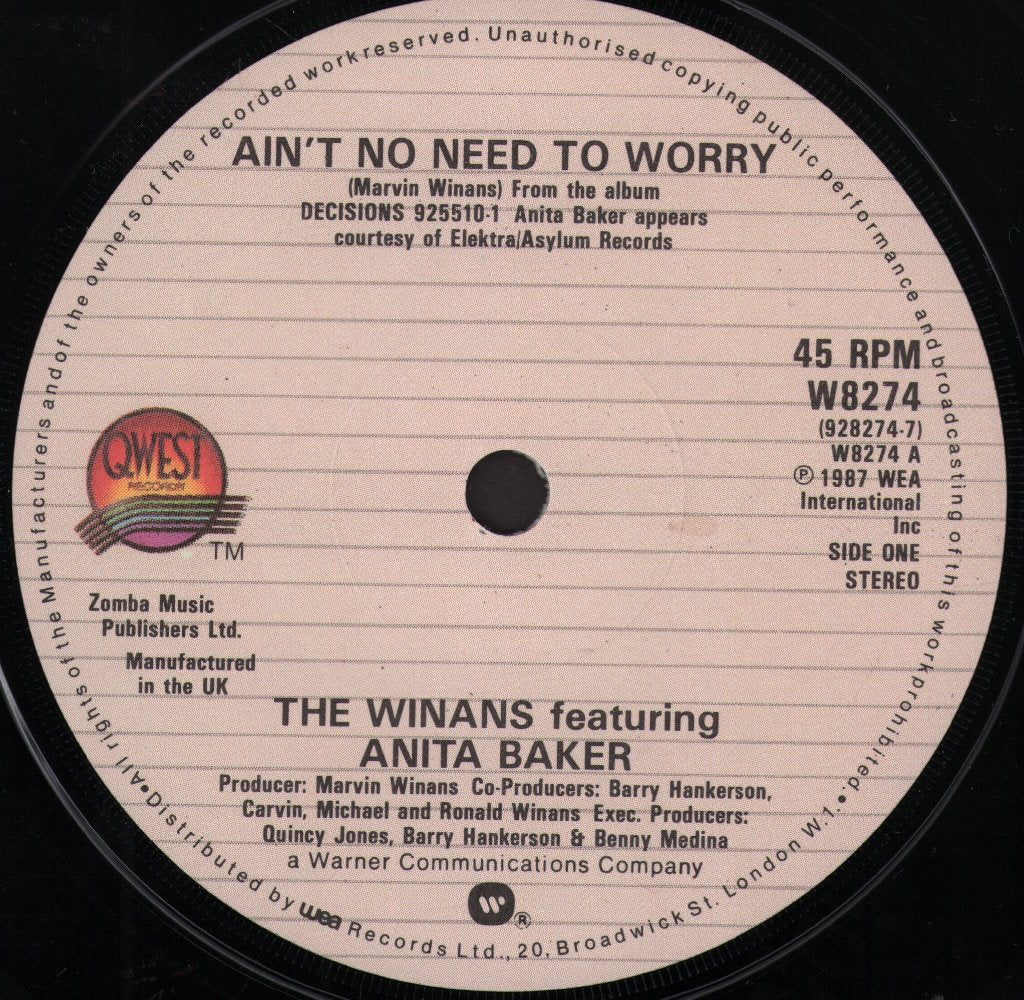 AIN'T NO NEED TO WORRY
(Marvin Winans) From the album
DECISIONS 925510-1 Anita Baker appears
courtesy of Elektra/Asylum Records
45 RPM
W8274
(928274-7)
W8274 A
Ⓟ 1987 WEA
International
Inc
SIDE ONE
STEREO
QWEST
RECORDS
TM
Zomba Music
Publishers Ltd.
Manufactured
in the UK
THE WINANS featuring
ANITA BAKER
Producer: Marvin Winans Co-Producers: Barry Hankerson,
Carvin, Michael and Ronald Winans Exec. Producers:
Quincy Jones, Barry Hankerson & Benny Medina
a Warner Communications Company
®
•All rights of the Manufacturers and of the owners of the recorded work reserved. Unauthorised copying public performance and broadcasting of this work prohibited.•
Distributed by wea Records Ltd., 20, Broadwick St. London W.1.